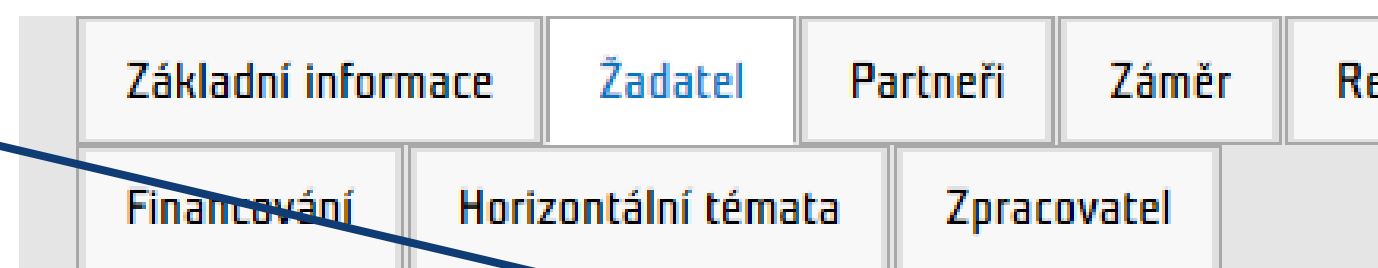 Základní informace Žadatel Partneři Záměr
Financování Horizontální témata Zpracovatel